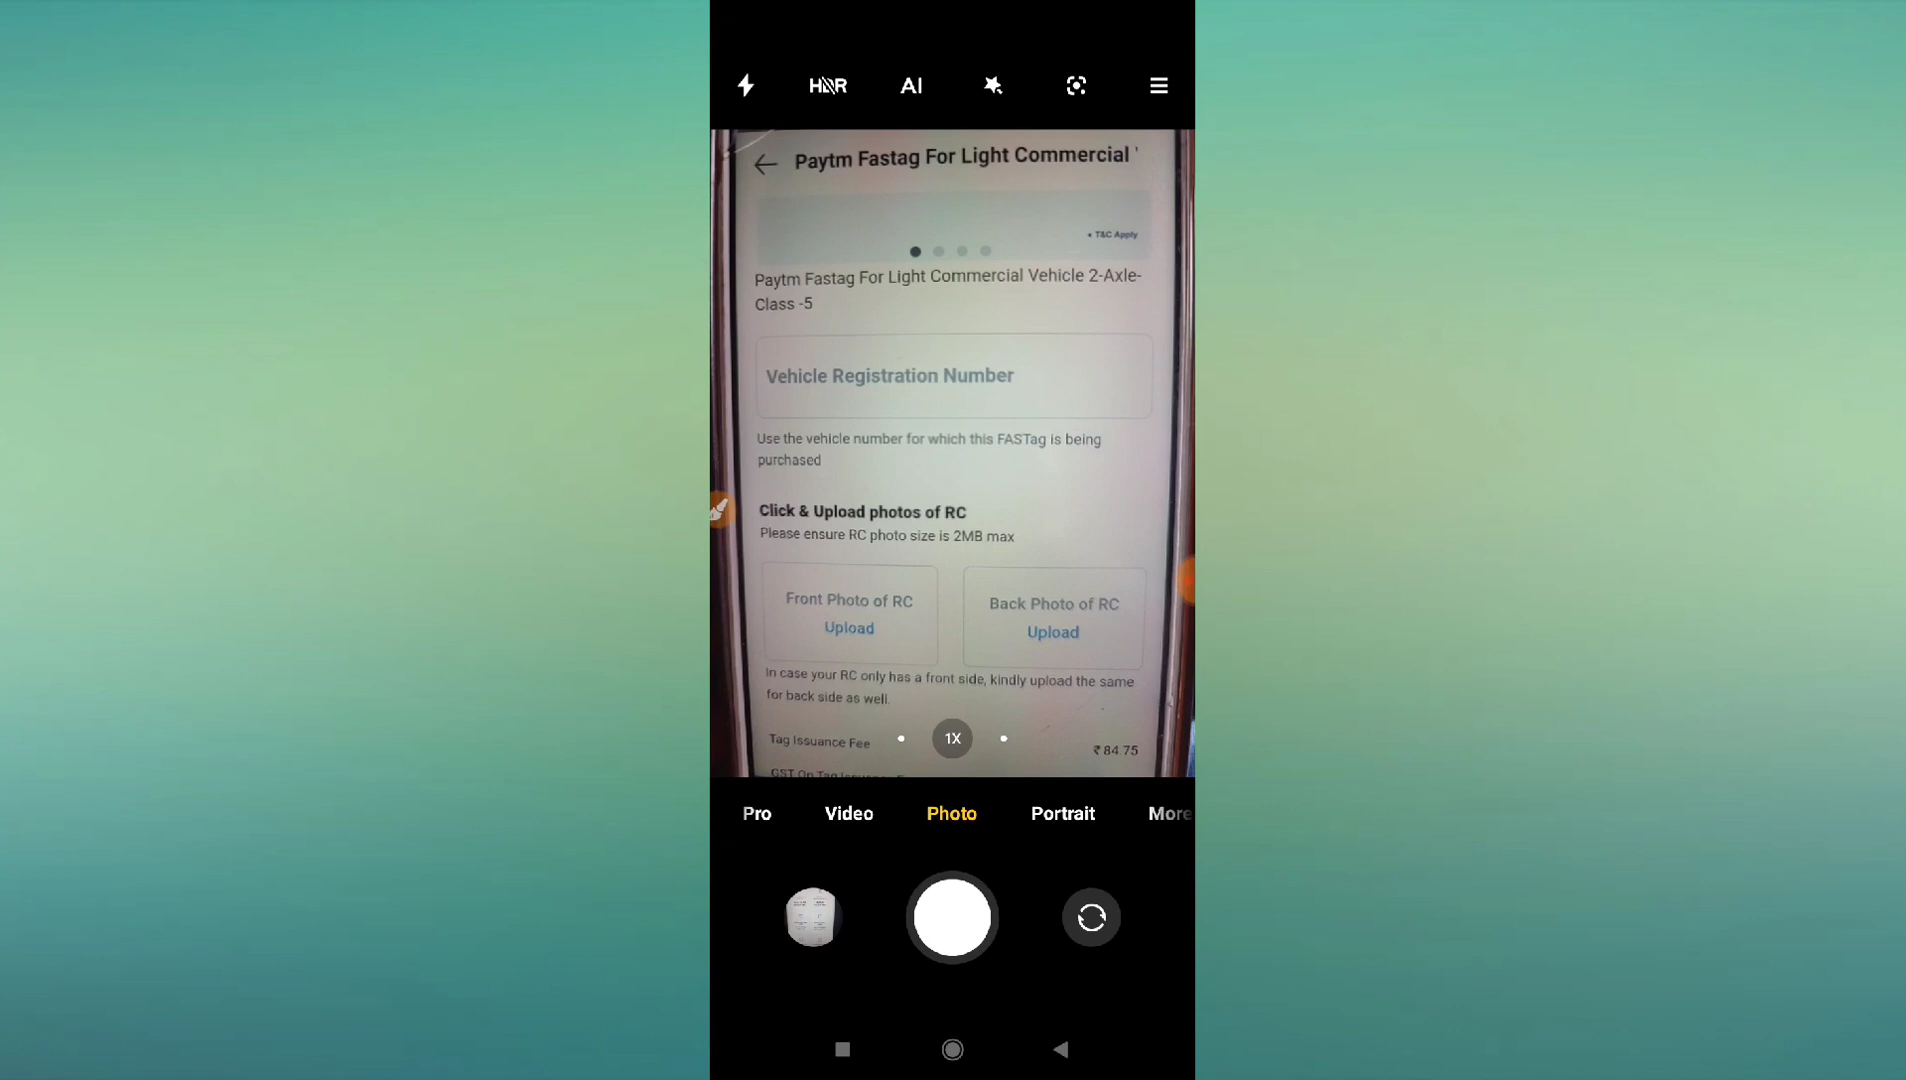 HDR
AI
Paytm Fastag For Light Commercial
• T&C Apply
Paytm Fastag For Light Commercial Vehicle 2-Axle-
Class -5
Vehicle Registration Number
Use the vehicle number for which this FASTag is being
purchased
Click & Upload photos of RC
Please ensure RC photo size is 2MB max
Front Photo of RC
Upload
Back Photo of RC
Upload
In case your RC only has a front side, kindly upload the same
for back side as well.
Tag Issuance Fee
₹ 84.75
1X
GST On Tag Issuance
Pro
Video
Photo
Portrait
More